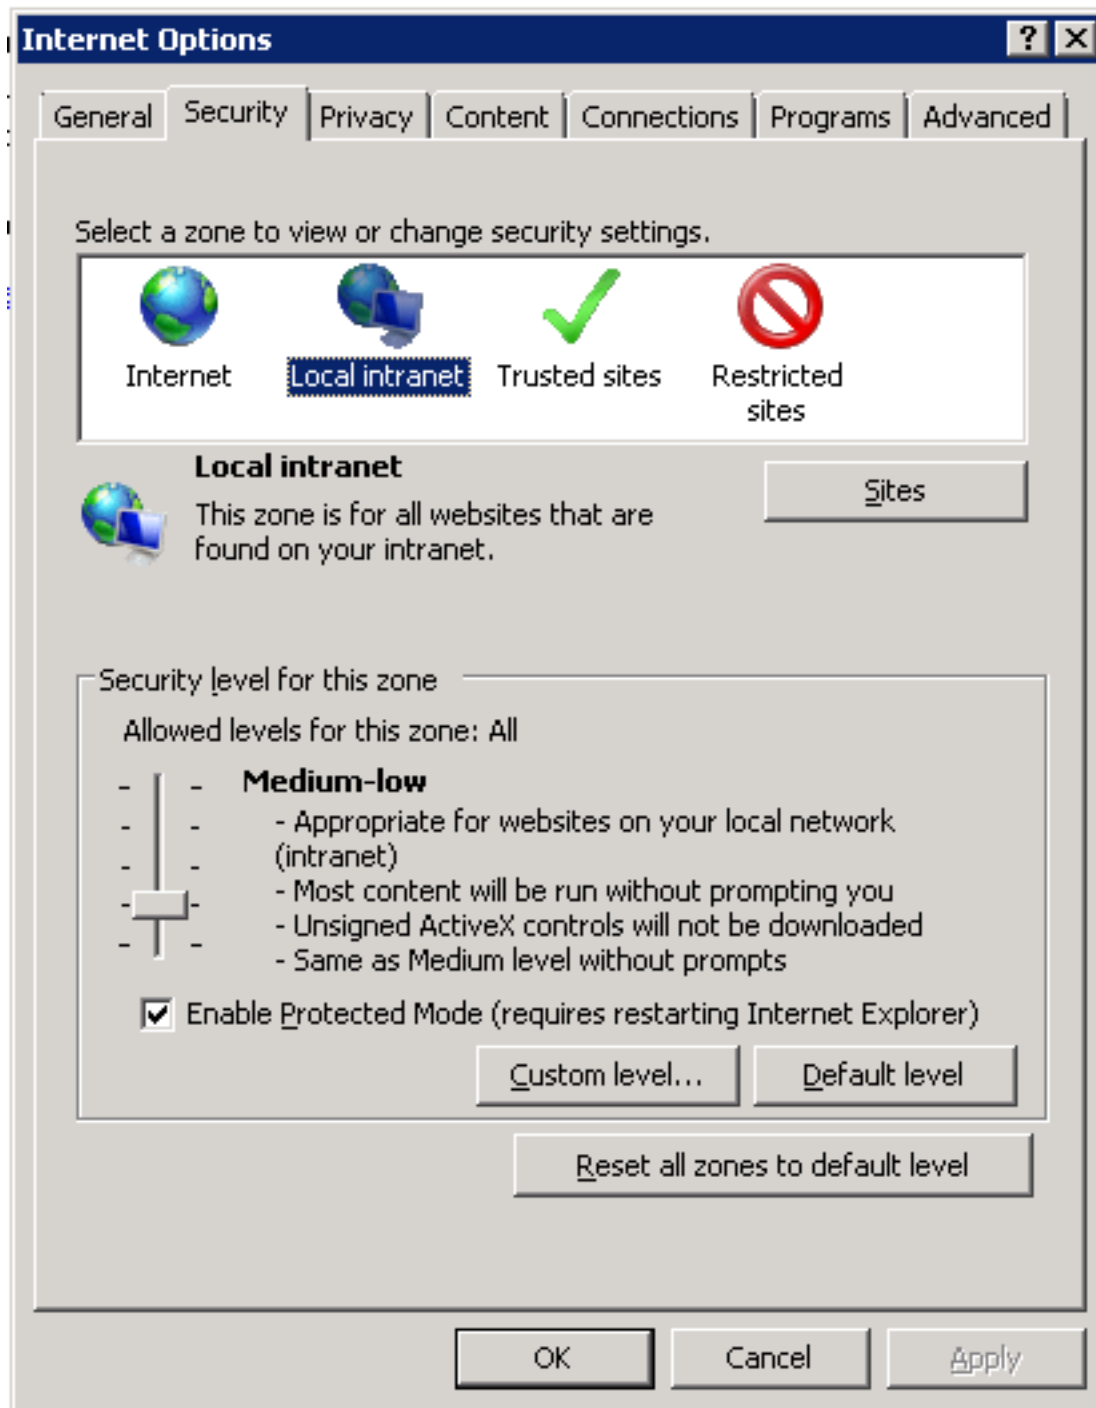 Internet Options
General Security Privacy Content Connections Programs Advanced
Select a zone to view or change security settings.
Internet Local intranet Trusted sites Restricted
sites
Local intranet
Sites
This zone is for all websites that are
found on your intranet.
Security level for this zone
Allowed levels for this zone: All
Medium-low
- Appropriate for websites on your local network
(intranet)
- Most content will be run without prompting you
- Unsigned ActiveX controls will not be downloaded
- Same as Medium level without prompts
Enable Protected Mode (requires restarting Internet Explorer)
Custom level... Default level
Reset all zones to default level
OK Cancel Apply